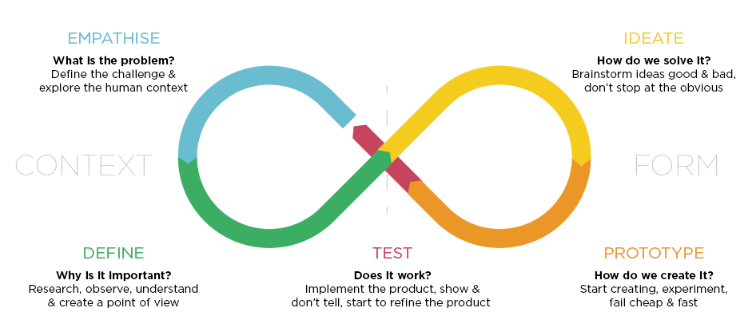 EMPATHISE
What is the problem?
Define the challenge &
explore the human context
IDEATE
How do we solve it?
Brainstorm ideas good & bad,
don't stop at the obvious
CONTEXT
FORM
DEFINE
Why is it important?
Research, observe, understand
& create a point of view
TEST
Does it work?
Implement the product, show &
don't tell, start to refine the product
PROTOTYPE
How do we create it?
Start creating, experiment,
fail cheap & fast